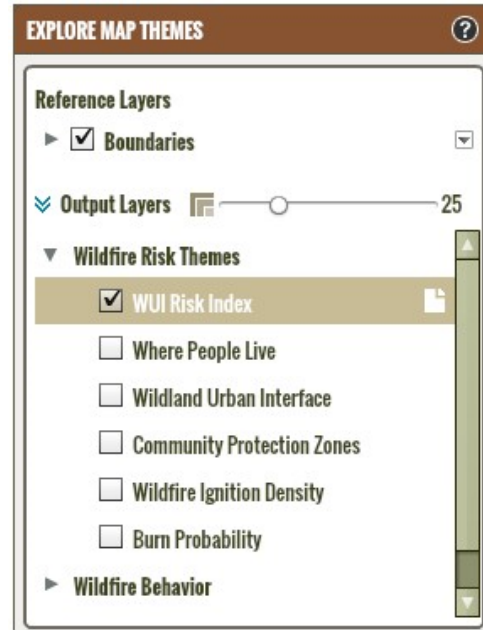 EXPLORE MAP THEMES ?
Reference Layers
Boundaries
Output Layers 25
Wildfire Risk Themes
WUI Risk Index
Where People Live
Wildland Urban Interface
Community Protection Zones
Wildfire Ignition Density
Burn Probability
Wildfire Behavior